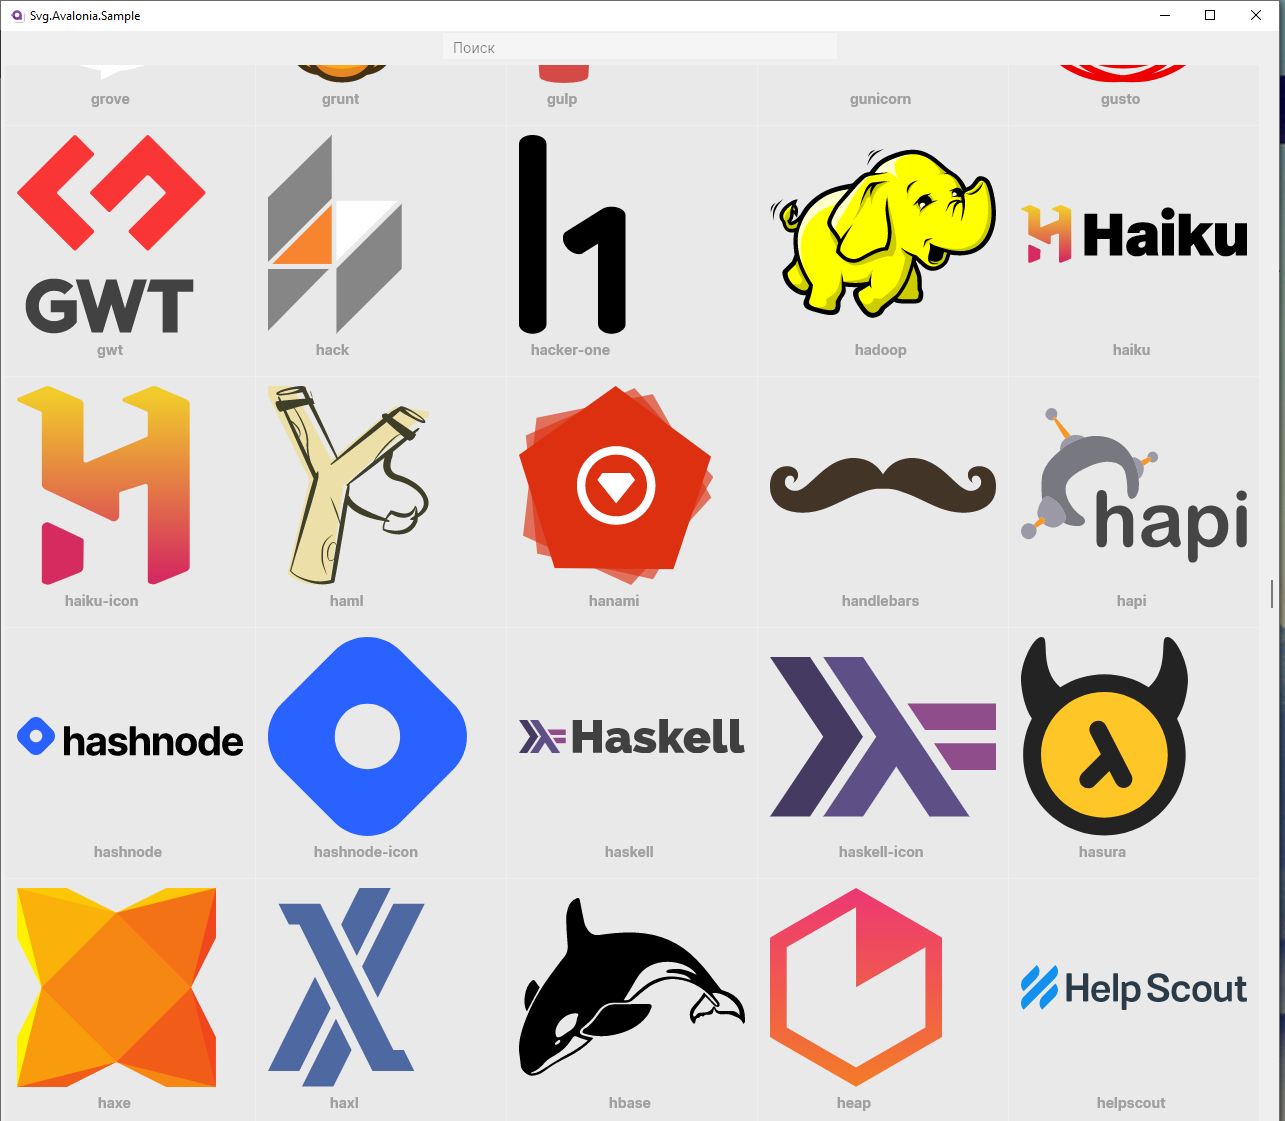 Svg.Avalonia.Sample
Поиск
grove
grunt
gulp
gunicorn
gusto
GWT
Haiku
gwt
hack
hacker-one
hadoop
haiku
hapi
haiku-icon
haml
hanami
handlebars
hapi
hashnode
Haskell
hashnode
hashnode-icon
haskell
haskell-icon
hasura
Help Scout
haxe
haxl
hbase
heap
helpscout